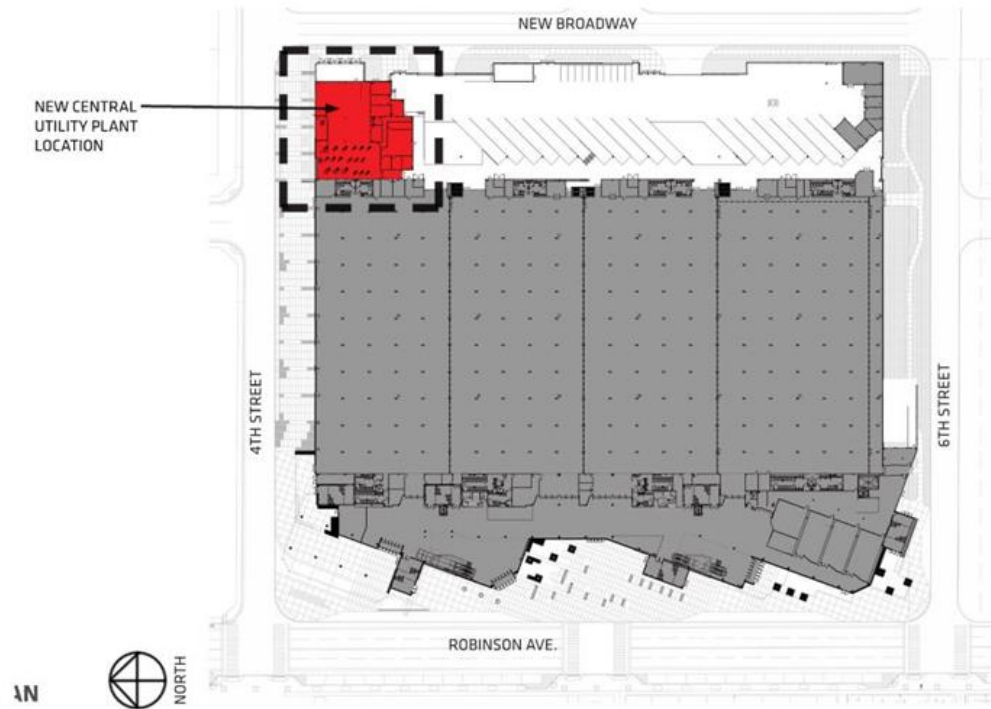 NEW BROADWAY
NEW CENTRAL
UTILITY PLANT
LOCATION
4TH STREET
6TH STREET
ROBINSON AVE.
NORTH
AN